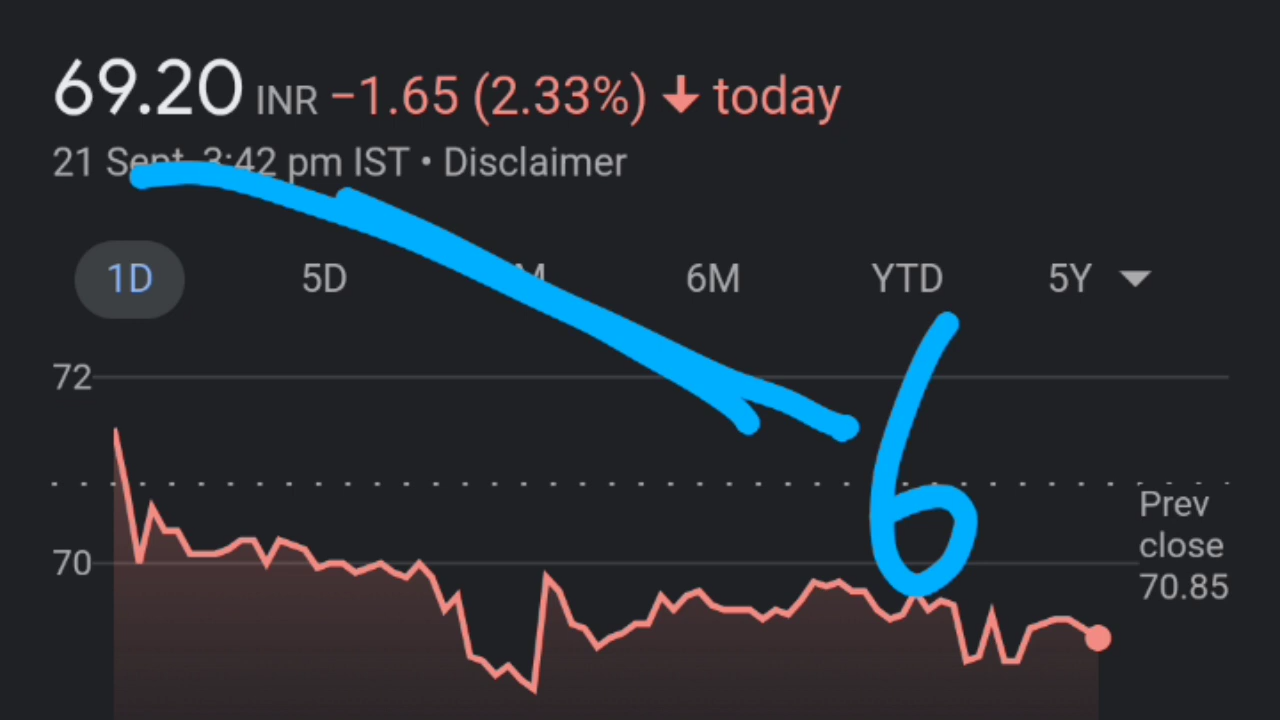 69.20 INR −1.65 (2.33%) ↓ today
21 Sept, 3:42 pm IST • Disclaimer
1D 5D 6M YTD 5Y
72
6
Prev
close
70.85
70